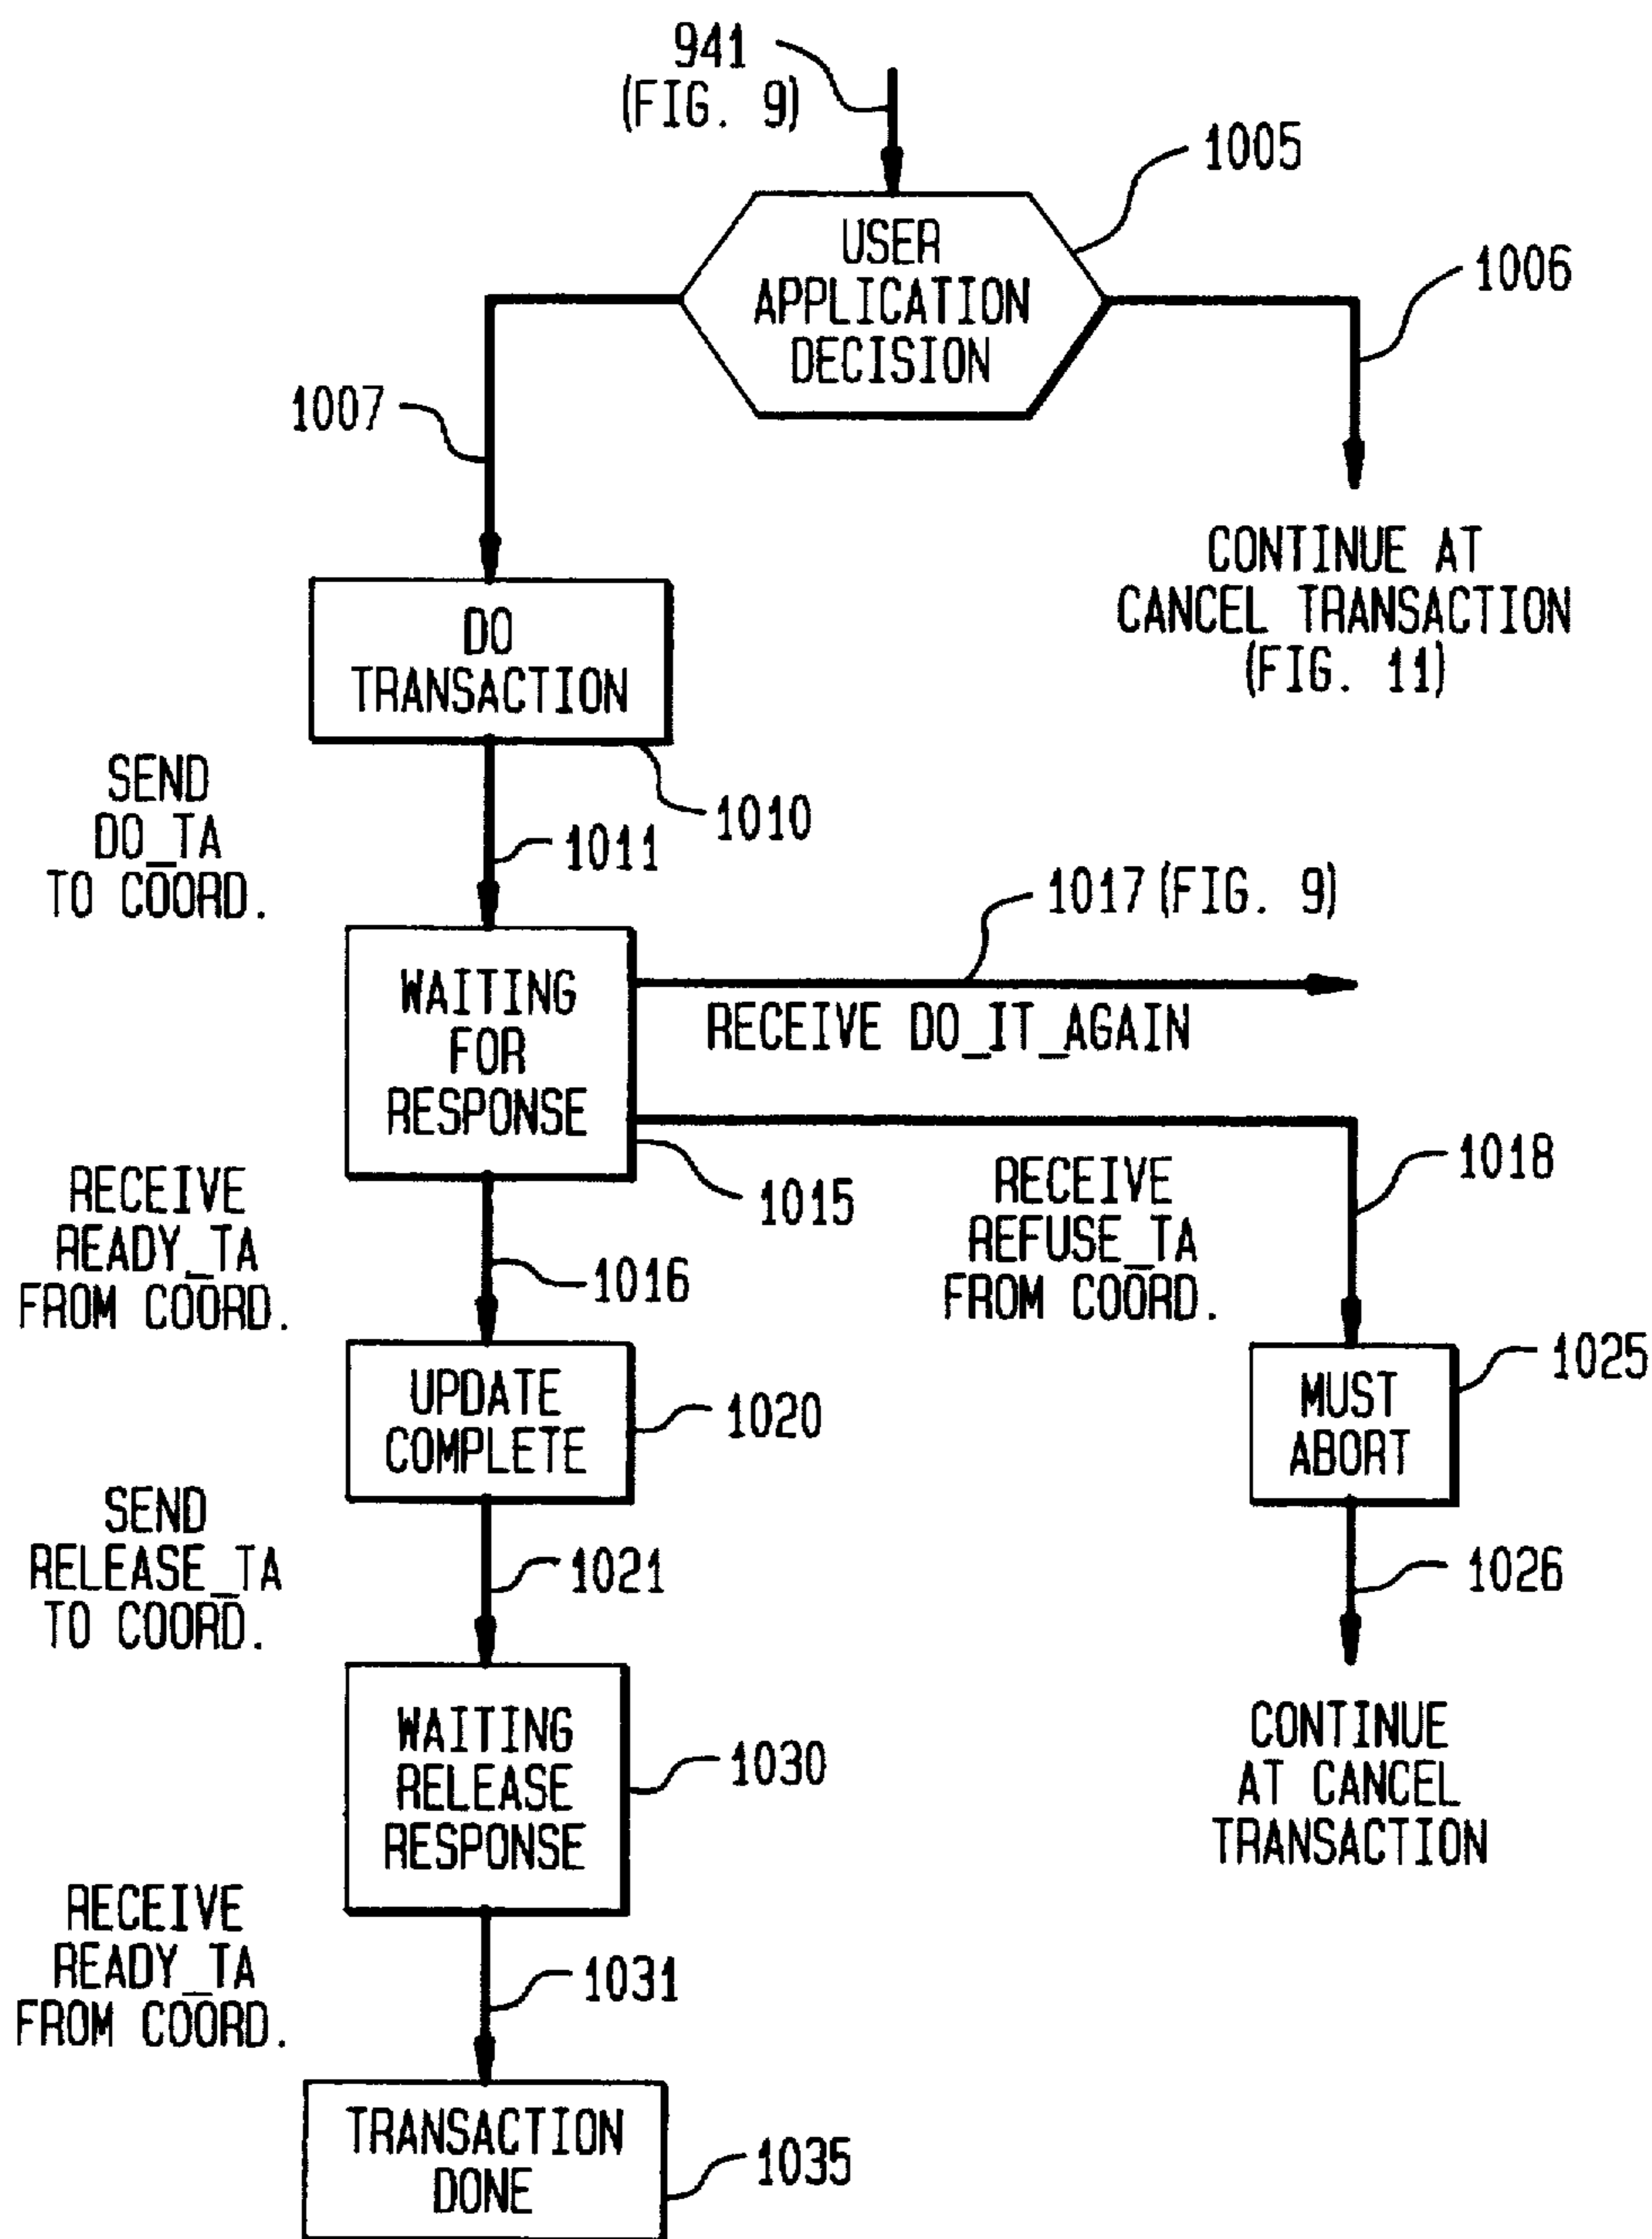 941
(FIG. 9)
1005
USER
APPLICATION
DECISION
1006
1007
CONTINUE AT
CANCEL TRANSACTION
(FIG. 11)
DO
TRANSACTION
1010
SEND
DO_TA
TO COORD.
1011
1017 (FIG. 9)
WAITING
FOR
RESPONSE
RECEIVE DO_IT_AGAIN
1015
1018
RECEIVE
READY_TA
FROM COORD.
1016
RECEIVE
REFUSE_TA
FROM COORD.
UPDATE
COMPLETE
1020
MUST
ABORT
1025
SEND
RELEASE_TA
TO COORD.
1021
1026
WAITING
RELEASE
RESPONSE
1030
CONTINUE
AT CANCEL
TRANSACTION
RECEIVE
READY_TA
FROM COORD.
1031
TRANSACTION
DONE
1035